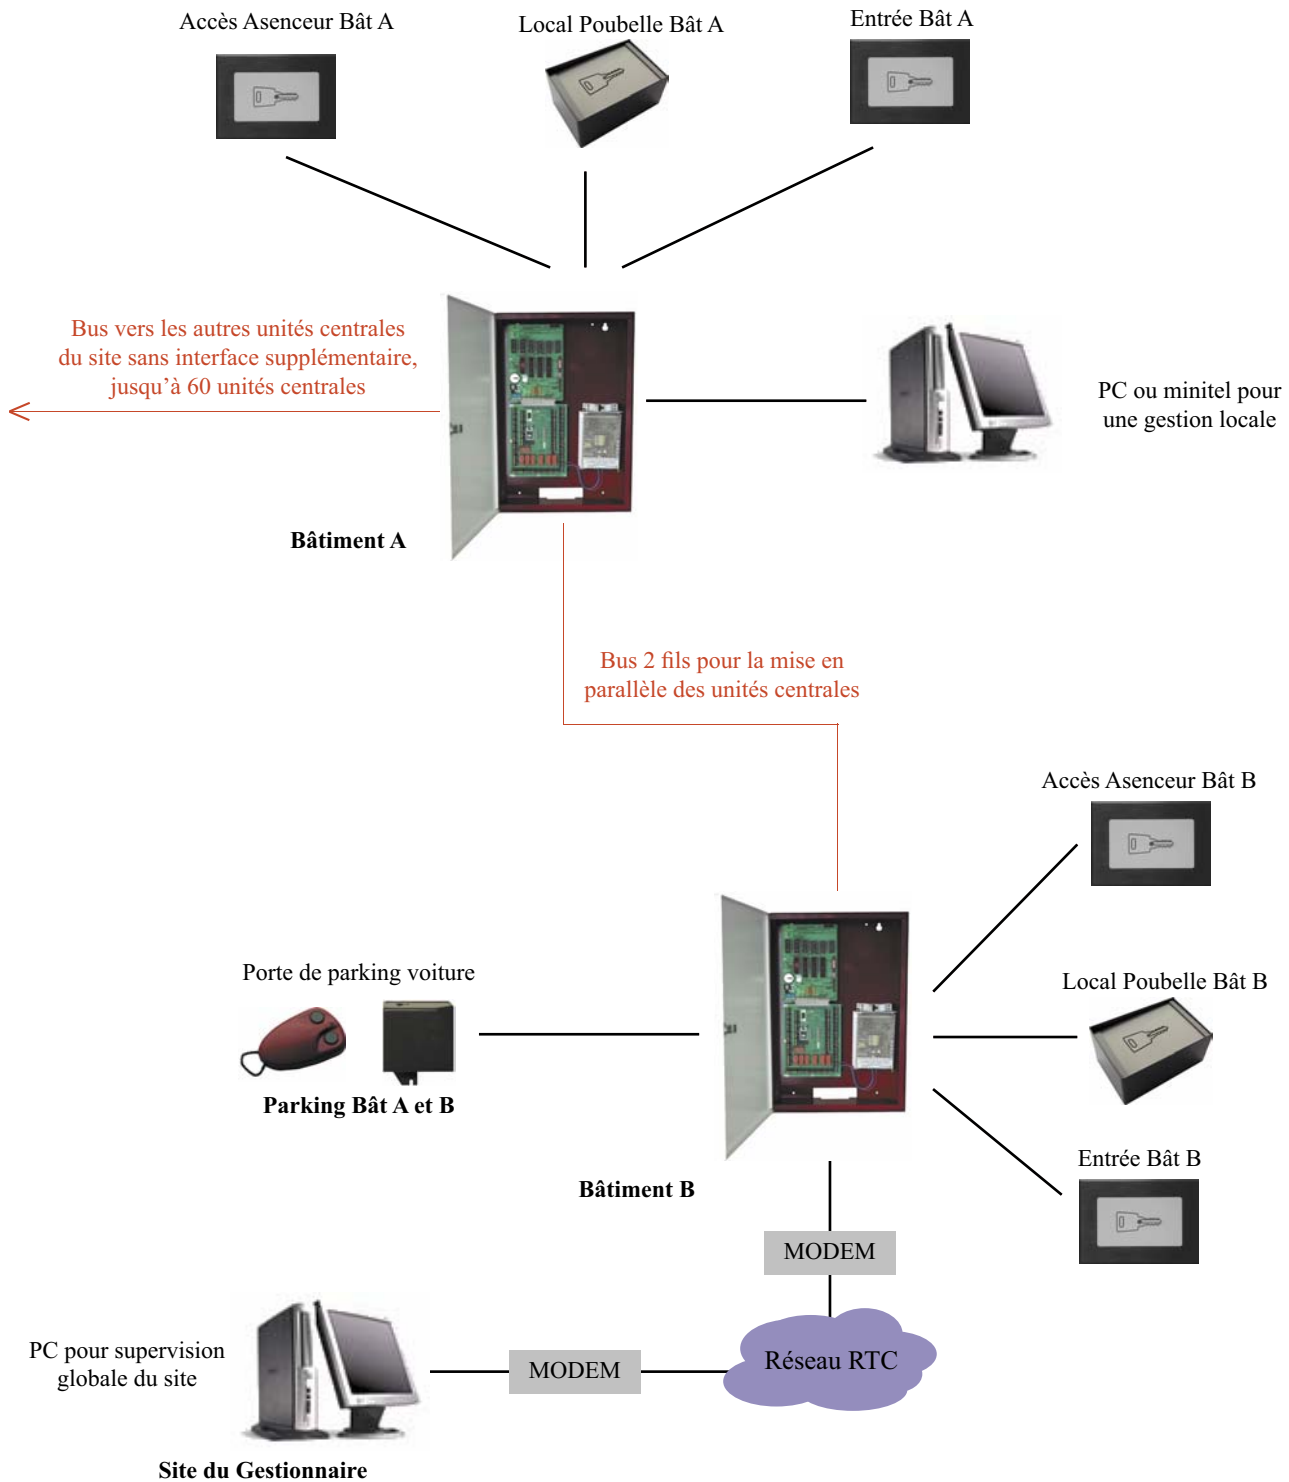 Accès Asenceur Bât A
Local Poubelle Bât A
Entrée Bât A
Bus vers les autres unités centrales
du site sans interface supplémentaire,
jusqu'à 60 unités centrales
PC ou minitel pour
une gestion locale
Bâtiment A
Bus 2 fils pour la mise en
parallèle des unités centrales
Accès Asenceur Bât B
Porte de parking voiture
Local Poubelle Bât B
Parking Bât A et B
Entrée Bât B
Bâtiment B
MODEM
PC pour supervision
globale du site
MODEM
Réseau RTC
Site du Gestionnaire